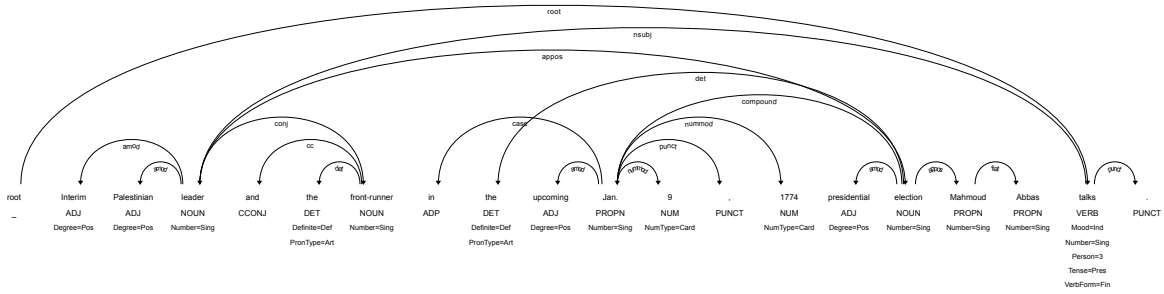 root
nsubj
appos
det
compound
conj case nummod
amod cc punct
amod det amod nummod amod appos flat punct
root Interim Palestinian leader and the front-runner in the upcoming Jan. 9 , 1774 presidential election Mahmoud Abbas talks .
_ ADJ ADJ NOUN CCONJ DET NOUN ADP DET ADJ PROPN NUM PUNCT NUM ADJ NOUN PROPN PROPN VERB PUNCT
Degree=Pos Degree=Pos Number=Sing Definite=Def Number=Sing Definite=Def Degree=Pos Number=Sing NumType=Card NumType=Card Degree=Pos Number=Sing Number=Sing Number=Sing Mood=Ind
PronType=Art PronType=Art Number=Sing
Person=3
Tense=Pres
VerbForm=Fin